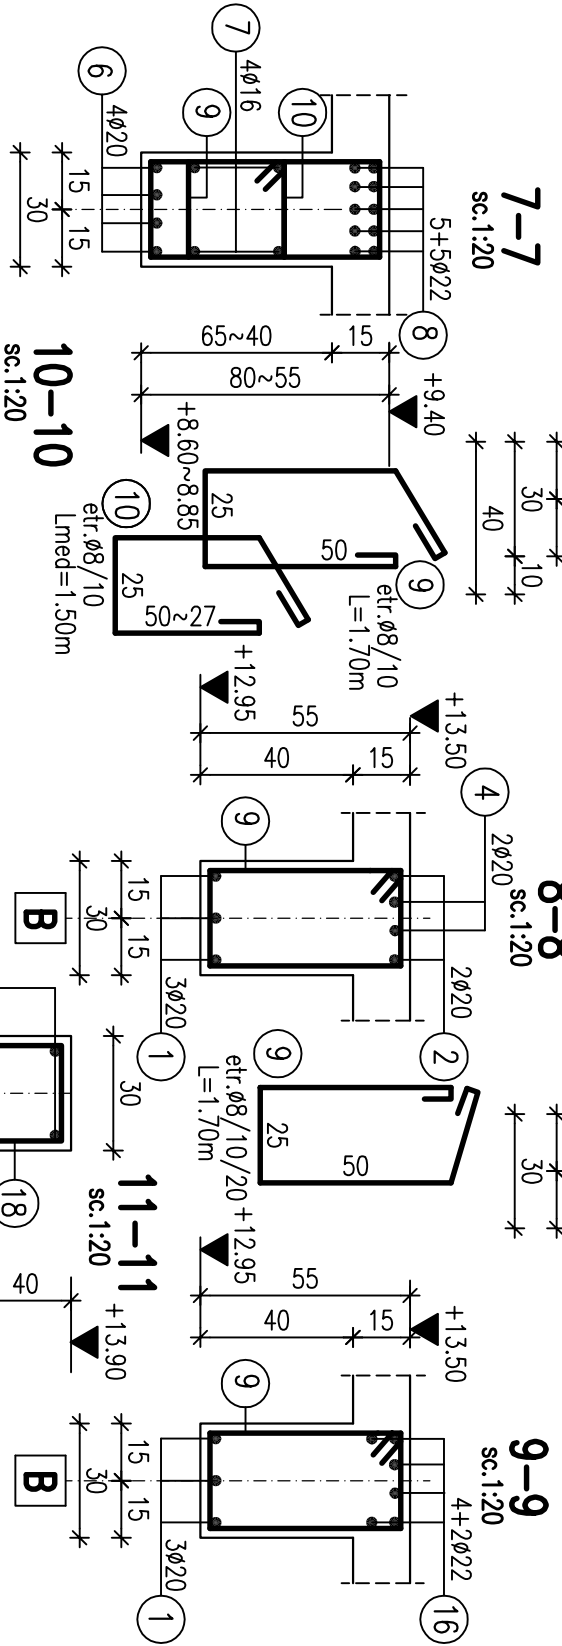 7-7
sc.1:20
7
4ø16
6
4ø20
9
10
5+5ø22
8
15
15
30
65~40
15
80~55
+9.40
+8.60~8.85
10-10
sc.1:20
25
50
9
etr.ø8/10
L=1.70m
10
etr.ø8/10
Lmed=1.50m
25
50~27
30
10
40
8-8
sc.1:20
+12.95
+13.50
55
40
15
4
2ø20
9
2ø20
2
3ø20
1
15
15
30
B
9
etr.ø8/10/20
L=1.70m
25
50
30
11-11
sc.1:20
30
18
40
+13.90
9-9
sc.1:20
+12.95
+13.50
55
40
15
9
4+2ø22
16
3ø20
1
15
15
30
B